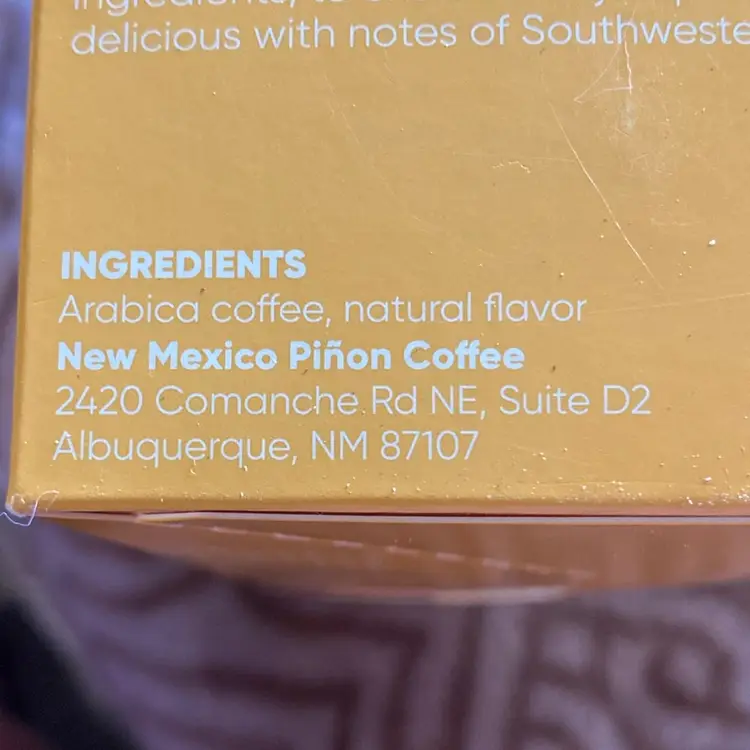 delicious with notes of
INGREDIENTS
Arabica coffee, natural flavor
New Mexico Piñon Coffee
2420 Comanche Rd NE, Suite D2
Albuquerque, NM 87107